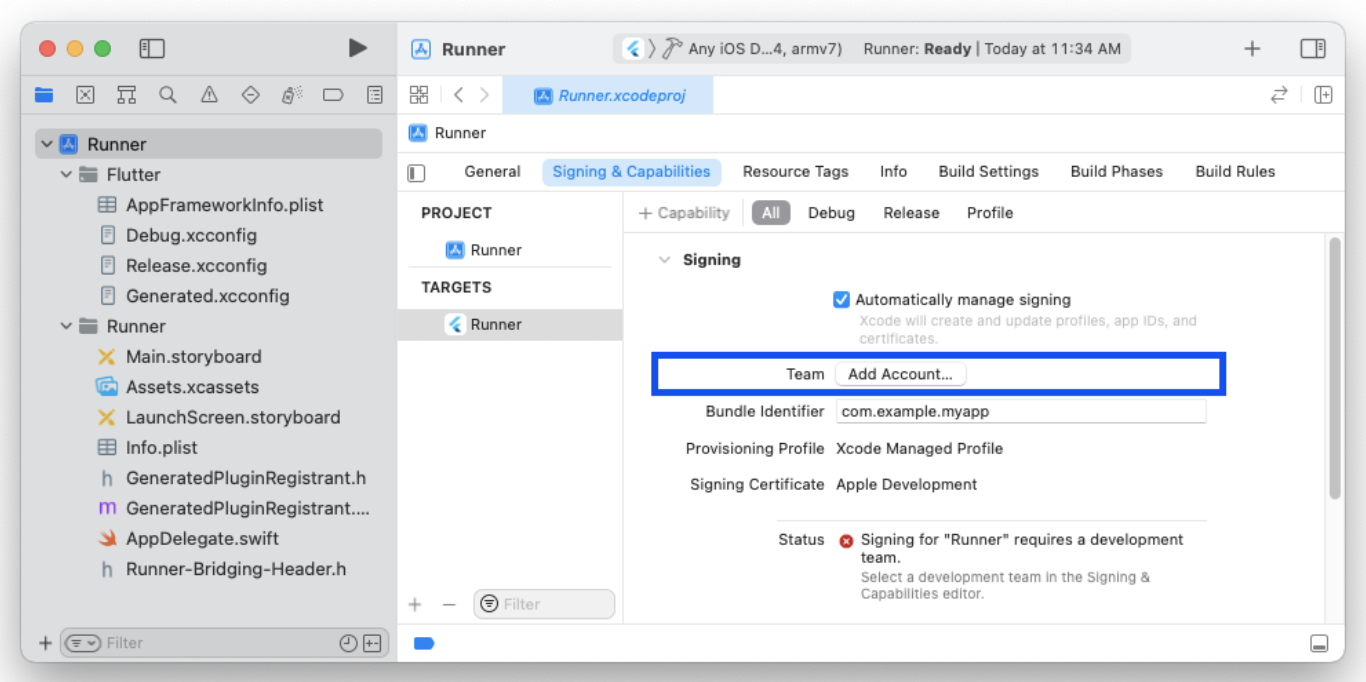 Runner
Any iOS D...4, armv7)
Runner: Ready | Today at 11:34 AM
Runner.xcodeproj
Runner
Flutter
AppFrameworkInfo.plist
Debug.xcconfig
Release.xcconfig
Generated.xcconfig
Runner
Main.storyboard
Assets.xcassets
LaunchScreen.storyboard
Info.plist
h GeneratedPluginRegistrant.h
m GeneratedPluginRegistrant....
AppDelegate.swift
h Runner-Bridging-Header.h
Filter
Runner
General Signing & Capabilities Resource Tags Info Build Settings Build Phases Build Rules
PROJECT
Runner
TARGETS
Runner
Filter
+ Capability All Debug Release Profile
Signing
Automatically manage signing
Xcode will create and update profiles, app IDs, and
certificates.
Team Add Account...
Bundle Identifier com.example.myapp
Provisioning Profile Xcode Managed Profile
Signing Certificate Apple Development
Status Signing for "Runner" requires a development
team.
Select a development team in the Signing &
Capabilities editor.